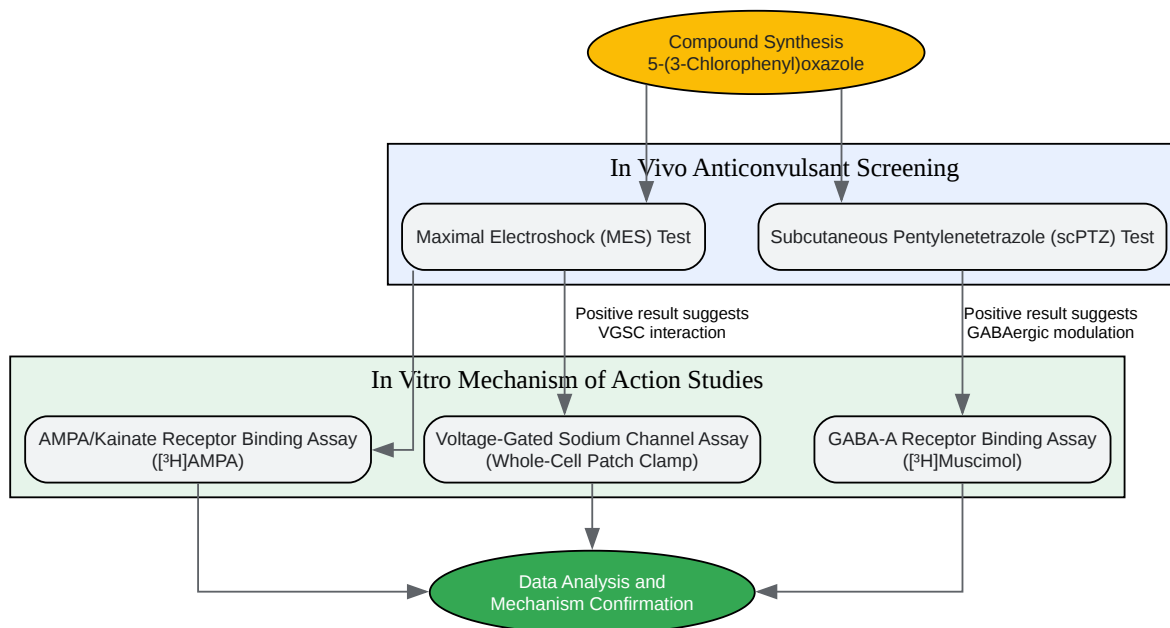 Compound Synthesis
5-(3-Chlorophenyl)oxazole
In Vivo Anticonvulsant Screening
Maximal Electroshock (MES) Test
Subcutaneous Pentylenetetrazole (scPTZ) Test
Positive result suggests
VGSC interaction
Positive result suggests
GABAergic modulation
In Vitro Mechanism of Action Studies
AMPA/Kainate Receptor Binding Assay
([³H]AMPA)
Voltage-Gated Sodium Channel Assay
(Whole-Cell Patch Clamp)
GABA-A Receptor Binding Assay
([³H]Muscimol)
Data Analysis and
Mechanism Confirmation